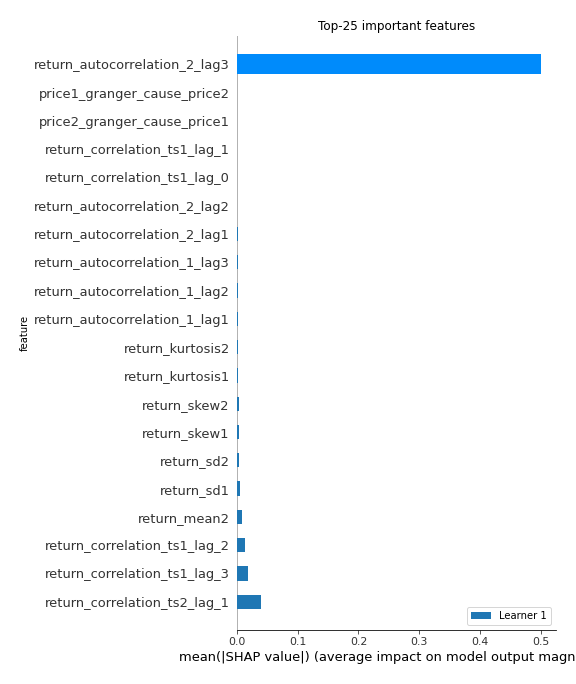 Top-25 important features
return_autocorrelation_2_lag3
price1_granger_cause_price2
price2_granger_cause_price1
return_correlation_ts1_lag_1
return_correlation_ts1_lag_0
return_autocorrelation_2_lag2
return_autocorrelation_2_lag1
return_autocorrelation_1_lag3
return_autocorrelation_1_lag2
return_autocorrelation_1_lag1
return_kurtosis2
return_kurtosis1
return_skew2
return_skew1
return_sd2
return_sd1
return_mean2
return_correlation_ts1_lag_2
return_correlation_ts1_lag_3
return_correlation_ts2_lag_1
feature
Learner 1
0.0 0.1 0.2 0.3 0.4 0.5
mean(|SHAP value|) (average impact on model output magn